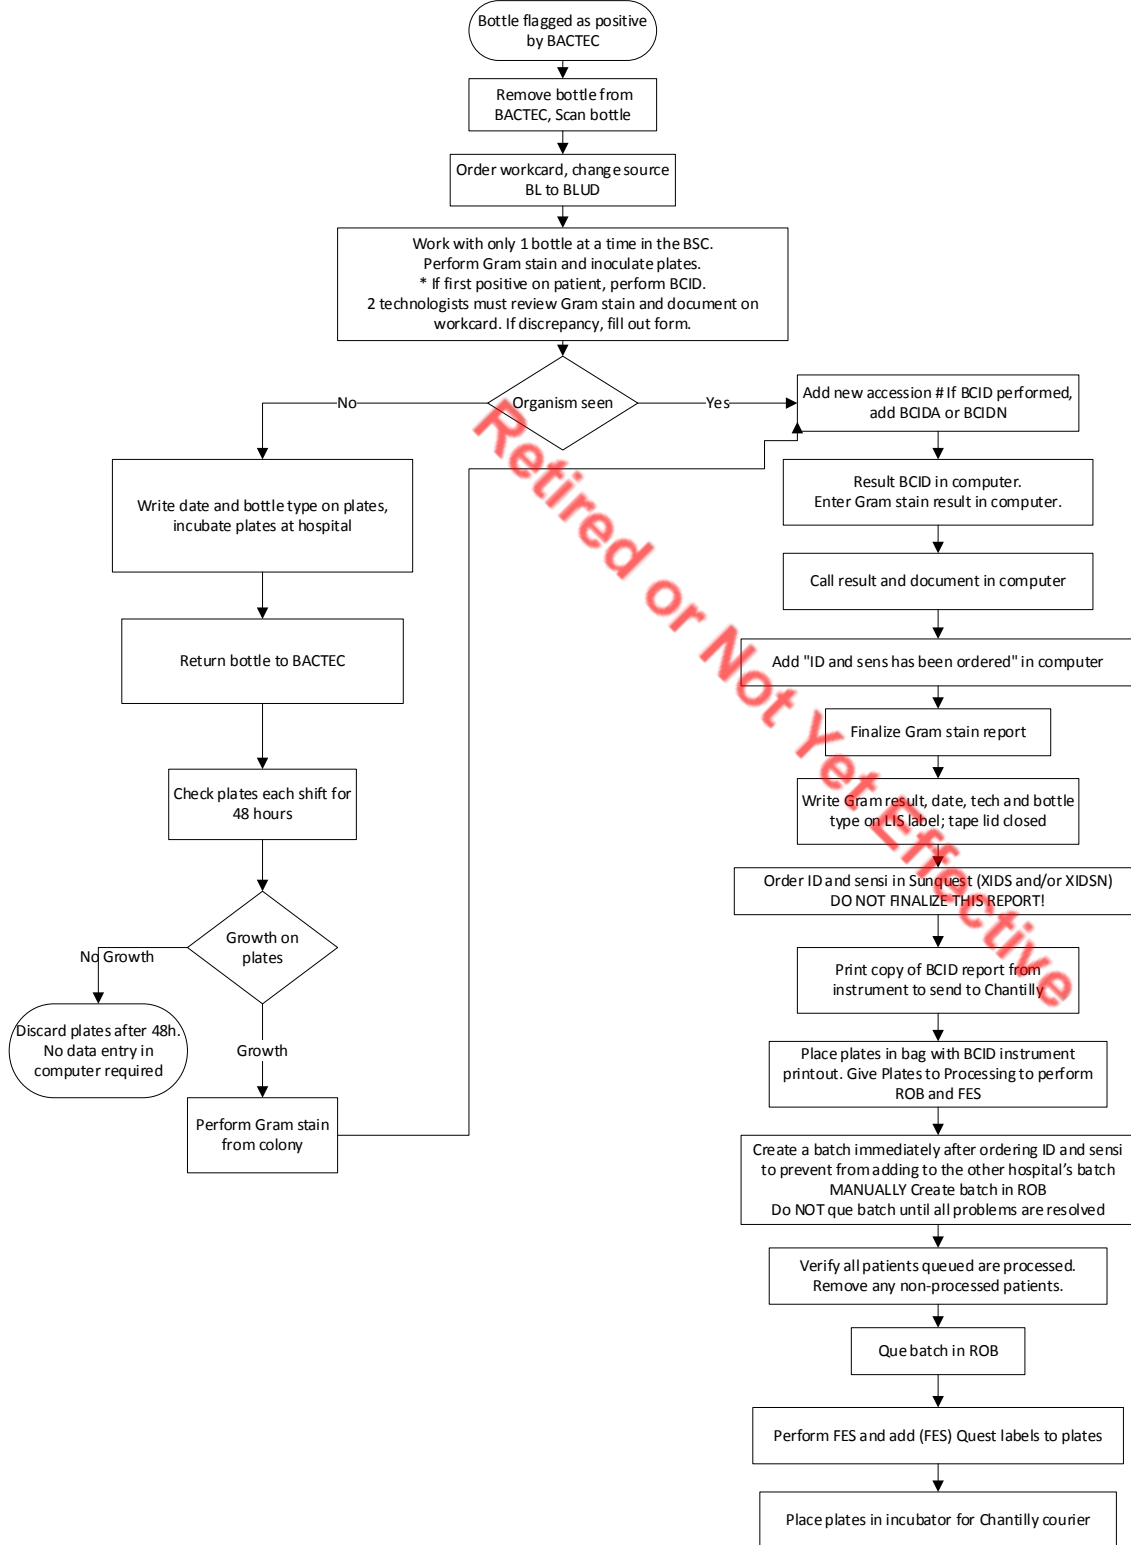 Bottle flagged as positive
by BACTEC
Remove bottle from
BACTEC, Scan bottle
Order workcard, change source
BL to BLUD
Work with only 1 bottle at a time in the BSC.
Perform Gram stain and inoculate plates.
* If first positive on patient, perform BCID.
2 technologists must review Gram stain and document on
workcard. If discrepancy, fill out form.
Organism seen
No
Yes
Write date and bottle type on plates,
incubate plates at hospital
Return bottle to BACTEC
Check plates each shift for
48 hours
Growth on
plates
No Growth
Discard plates after 48h.
No data entry in
computer required
Growth
Perform Gram stain
from colony
Add new accession # If BCID performed,
add BCIDA or BCIDN
Result BCID in computer.
Enter Gram stain result in computer.
Call result and document in computer
Add "ID and sens has been ordered" in computer
Finalize Gram stain report
Write Gram result, date, tech and bottle
type on LIS label; tape lid closed
Order ID and sensi in Sunquest (XIDS and/or XIDSN)
DO NOT FINALIZE THIS REPORT!
Print copy of BCID report from
instrument to send to Chantilly
Place plates in bag with BCID instrument
printout. Give Plates to Processing to perform
ROB and FES
Create a batch immediately after ordering ID and sensi
to prevent from adding to the other hospital's batch
MANUALLY Create batch in ROB
Do NOT que batch until all problems are resolved
Verify all patients queued are processed.
Remove any non-processed patients.
Que batch in ROB
Perform FES and add (FES) Quest labels to plates
Place plates in incubator for Chantilly courier
Retired or Not Yet Effective